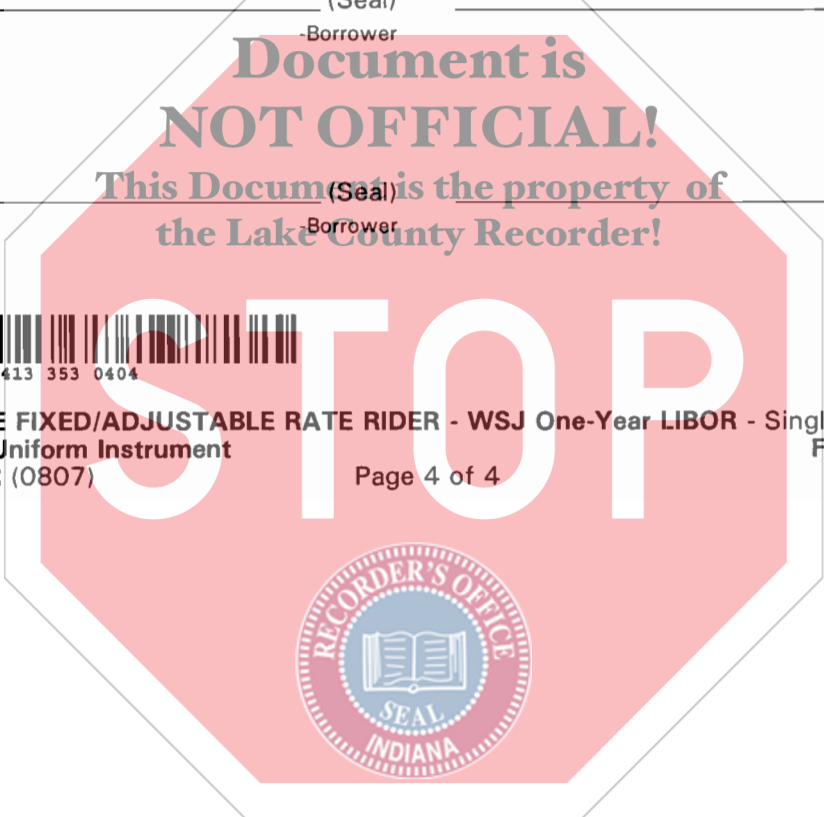 (Seal)
-Borrower
Document is
NOT OFFICIAL!
This Document is the property of
(Seal)
the Lake County Recorder!
-Borrower
STOP
413 353 0404
FIXED/ADJUSTABLE RATE RIDER - WSJ One-Year LIBOR - Singl
Uniform Instrument
(0807)
Page 4 of 4
RECORDER'S OFFICE
SEAL
INDIANA